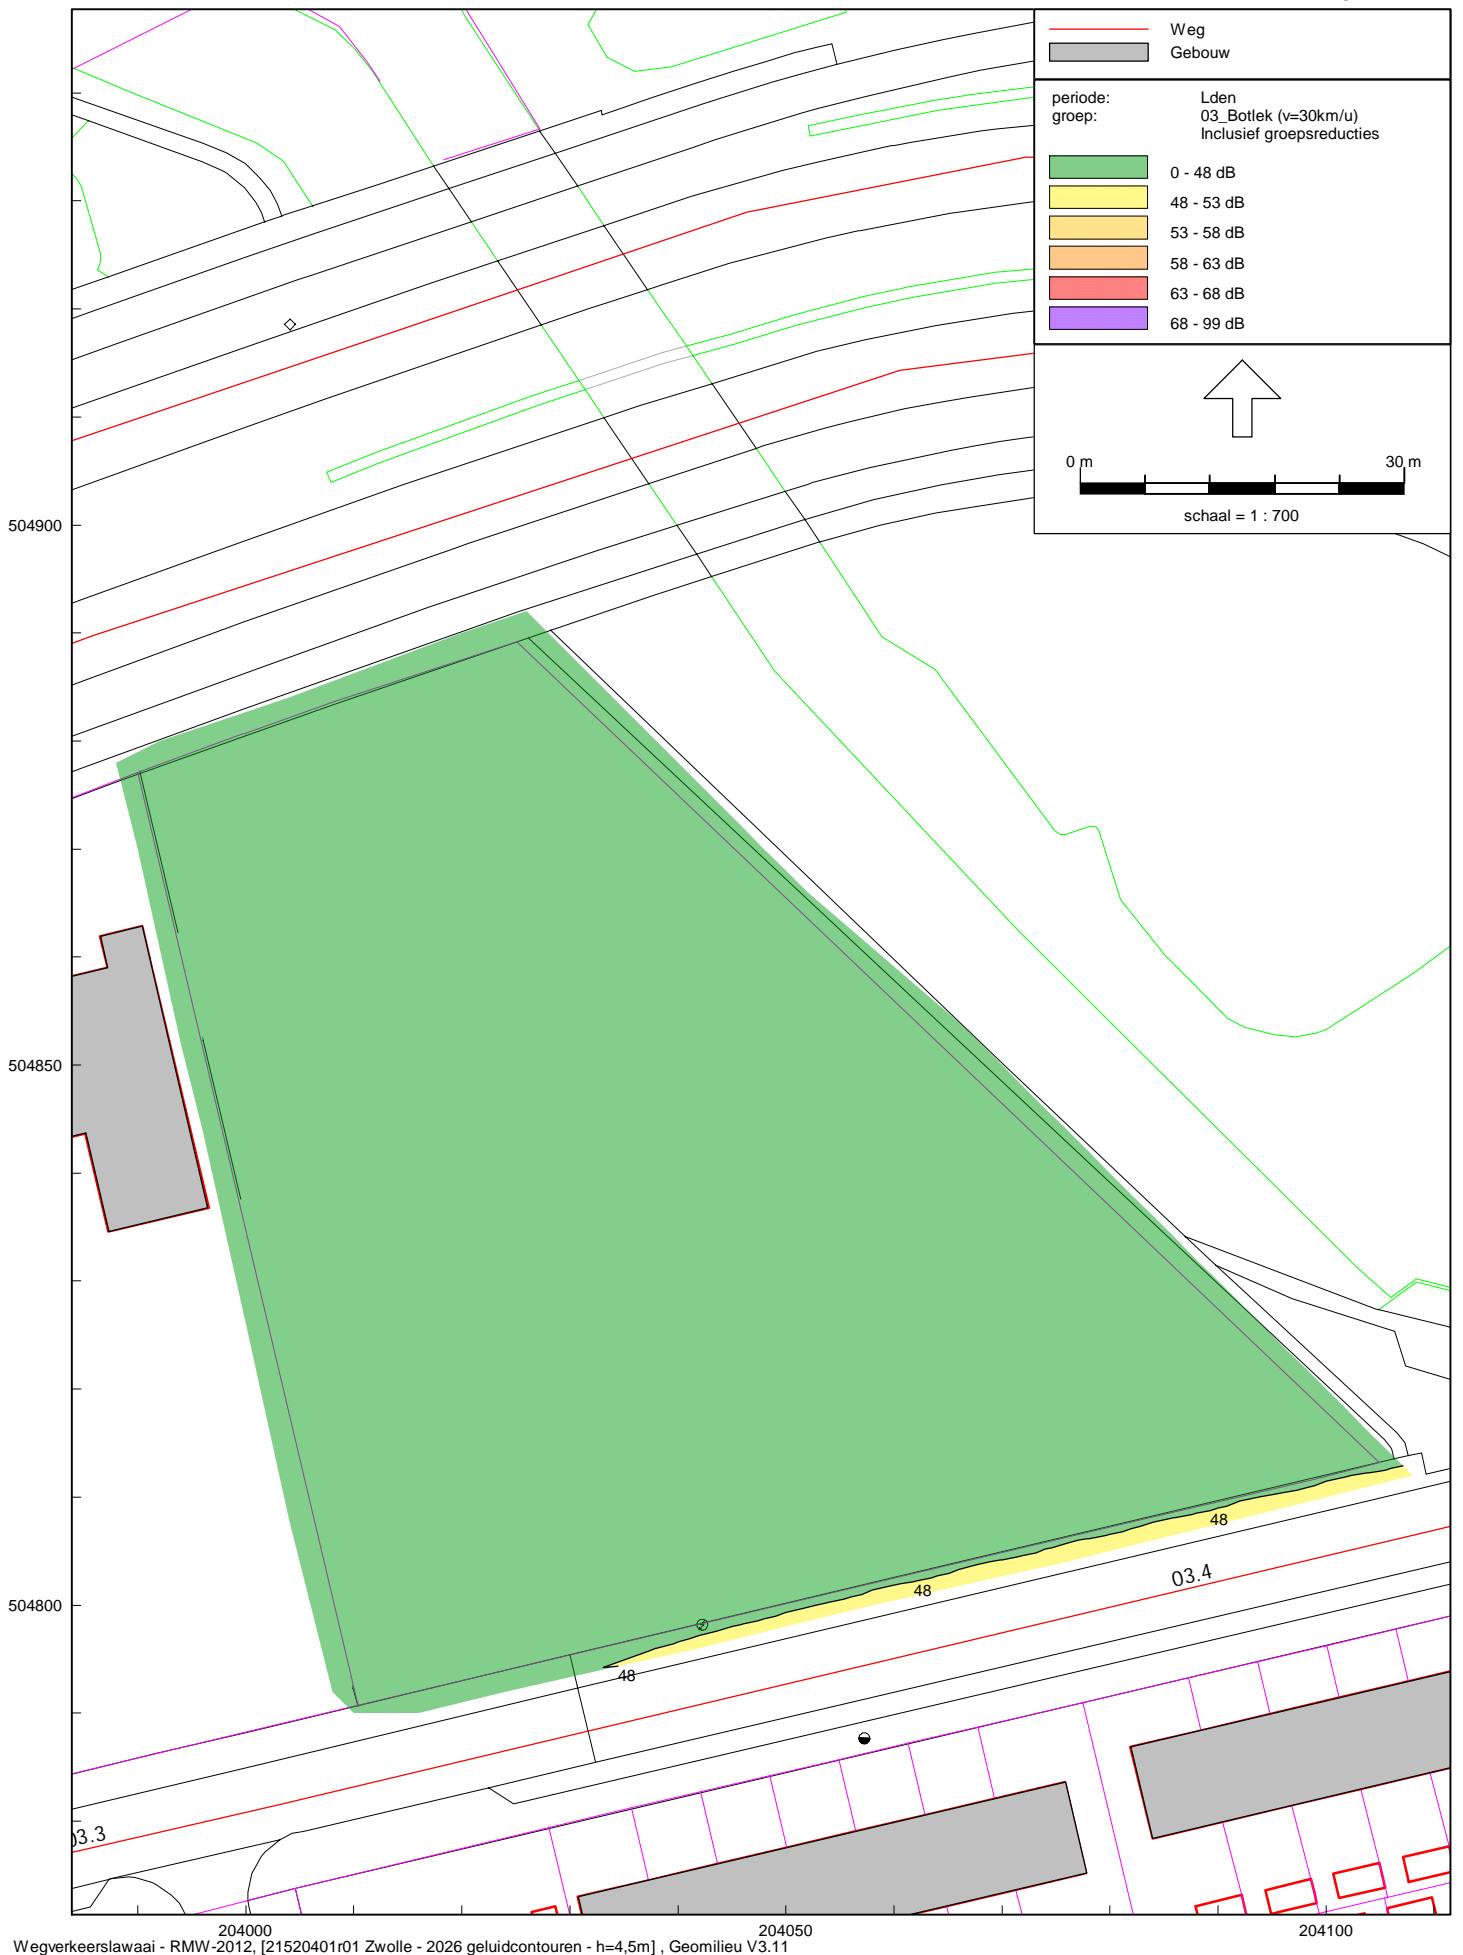 Weg
Gebouw
periode: Lden
groep: 03_Botlek (v=30km/u)
Inclusief groepsreducties
0 - 48 dB
48 - 53 dB
53 - 58 dB
58 - 63 dB
63 - 68 dB
68 - 99 dB
0 m 30 m
schaal = 1 : 700
504900
504850
504800
48
48
48
03.4
03.3
204000 204050 204100
Wegverkeerslawaai - RMW-2012, [21520401r01 Zwolle - 2026 geluidcontouren - h=4,5m] , Geomilieu V3.11